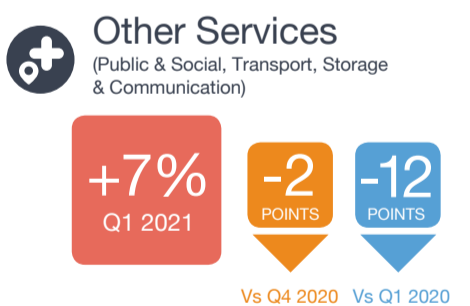 Other Services
(Public & Social, Transport, Storage
& Communication)
+7%
Q1 2021
-2
POINTS
-12
POINTS
Vs Q4 2020
Vs Q1 2020